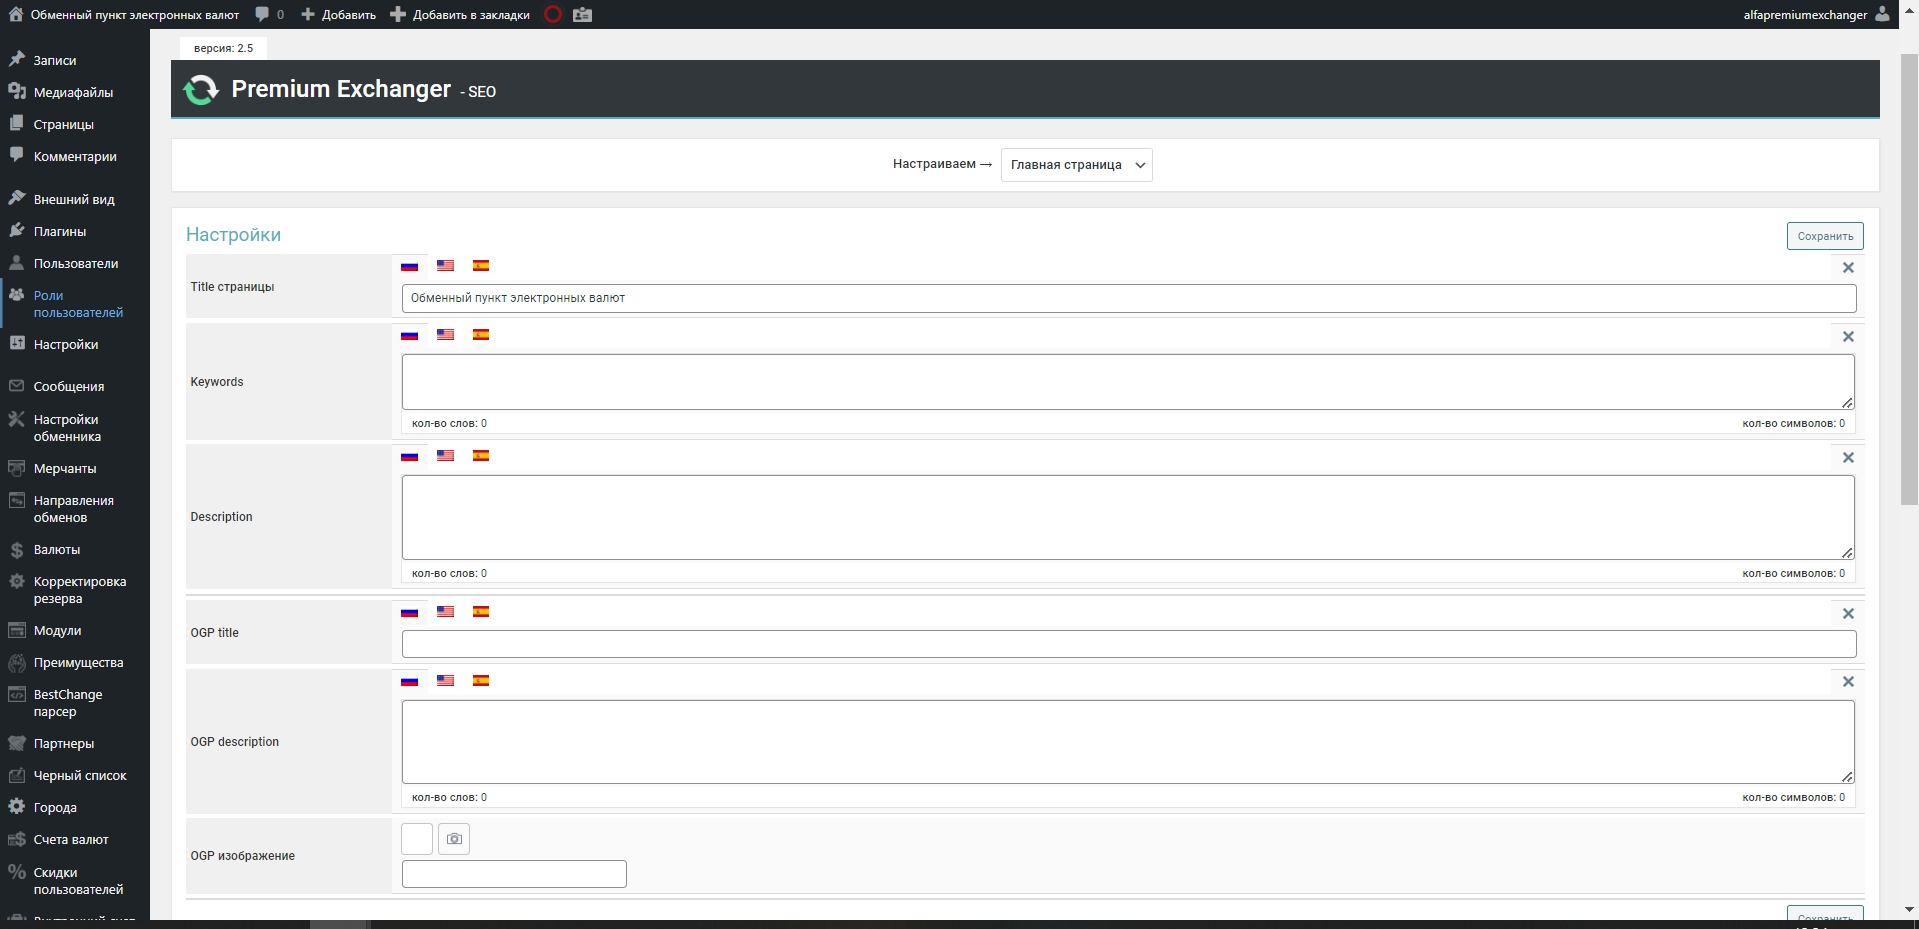 Обменный пункт электронных валют 0 Добавить Добавить в закладки alfapremiumexchanger
версия: 2.5
Premium Exchanger - SEO
Настраиваем → Главная страница
Записи
Медиафайлы
Страницы
Комментарии
Внешний вид
Плагины
Пользователи
Роли
пользователей
Настройки
Сообщения
Настройки
обменника
Мерчанты
Направления
обменов
Валюты
Корректировка
резерва
Модули
Преимущества
BestChange
парсер
Партнеры
Черный список
Города
Счета валют
Скидки
пользователей
Настройки Сохранить
Title страницы
Обменный пункт электронных валют
Keywords
кол-во слов: 0 кол-во символов: 0
Description
кол-во слов: 0 кол-во символов: 0
OGP title
OGP description
кол-во слов: 0 кол-во символов: 0
OGP изображение
Сохранить